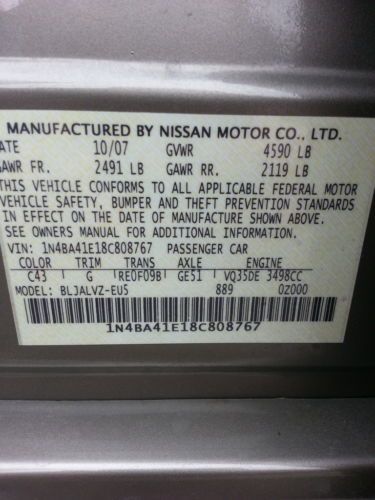 MANUFACTURED BY NISSAN MOTOR CO., LTD.
DATE 10/07 GVWR 4590 LB
GAWR FR. 2491 LB GAWR RR. 2119 LB
THIS VEHICLE CONFORMS TO ALL APPLICABLE FEDERAL MOTOR
VEHICLE SAFETY, BUMPER AND THEFT PREVENTION STANDARDS
IN EFFECT ON THE DATE OF MANUFACTURE SHOWN ABOVE.
SEE OWNERS MANUAL FOR ADDITIONAL INFORMATION.
VIN: 1N4BA41E18C808767 PASSENGER CAR
COLOR TRIM TRANS AXLE ENGINE
C43 G RE0F09B GE51 VQ35DE 3498CC
MODEL: BLJALVZ-EU5 889 0Z000
1N4BA41E18C808767